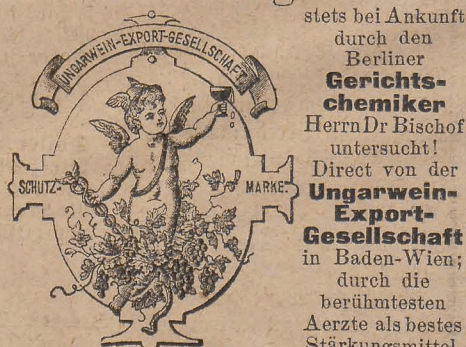 UNGARWEIN-EXPORT-GESELLSCHAFT
SCHUTZ-
MARKE.
stets bei Ankunft
durch den
Berliner
Gerichts-
chemiker
Herrn Dr Bischof
untersucht!
Direct von der
Ungarwein-
Export-
Gesellschaft
in Baden-Wien;
durch die
berühmtesten
Aerzte als bestes
Stärkungsmittel